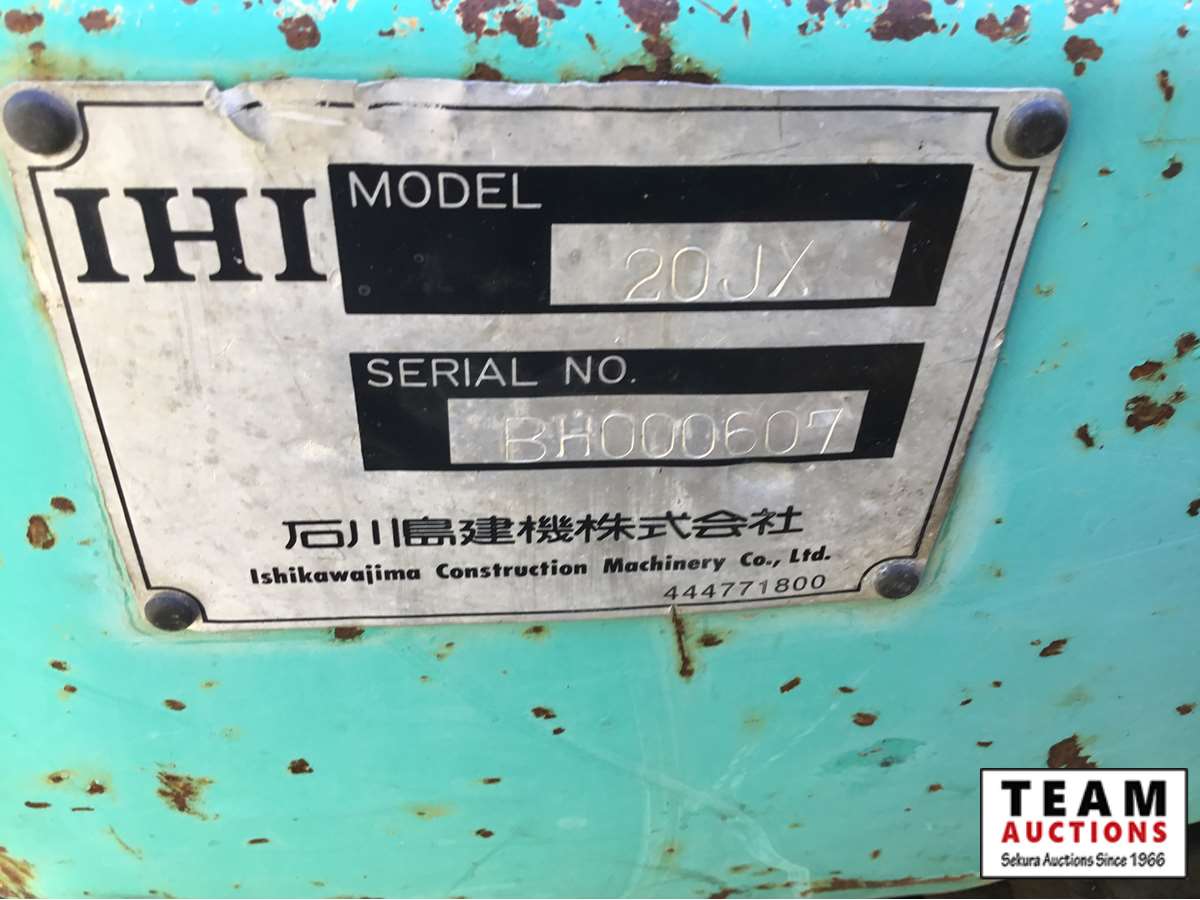 IHI
MODEL
20JX
SERIAL NO.
BH000607
石川島建機株式会社
Ishikawajima Construction Machinery Co., Ltd.
444771800
TEAM
AUCTIONS
Sekura Auctions Since 1966